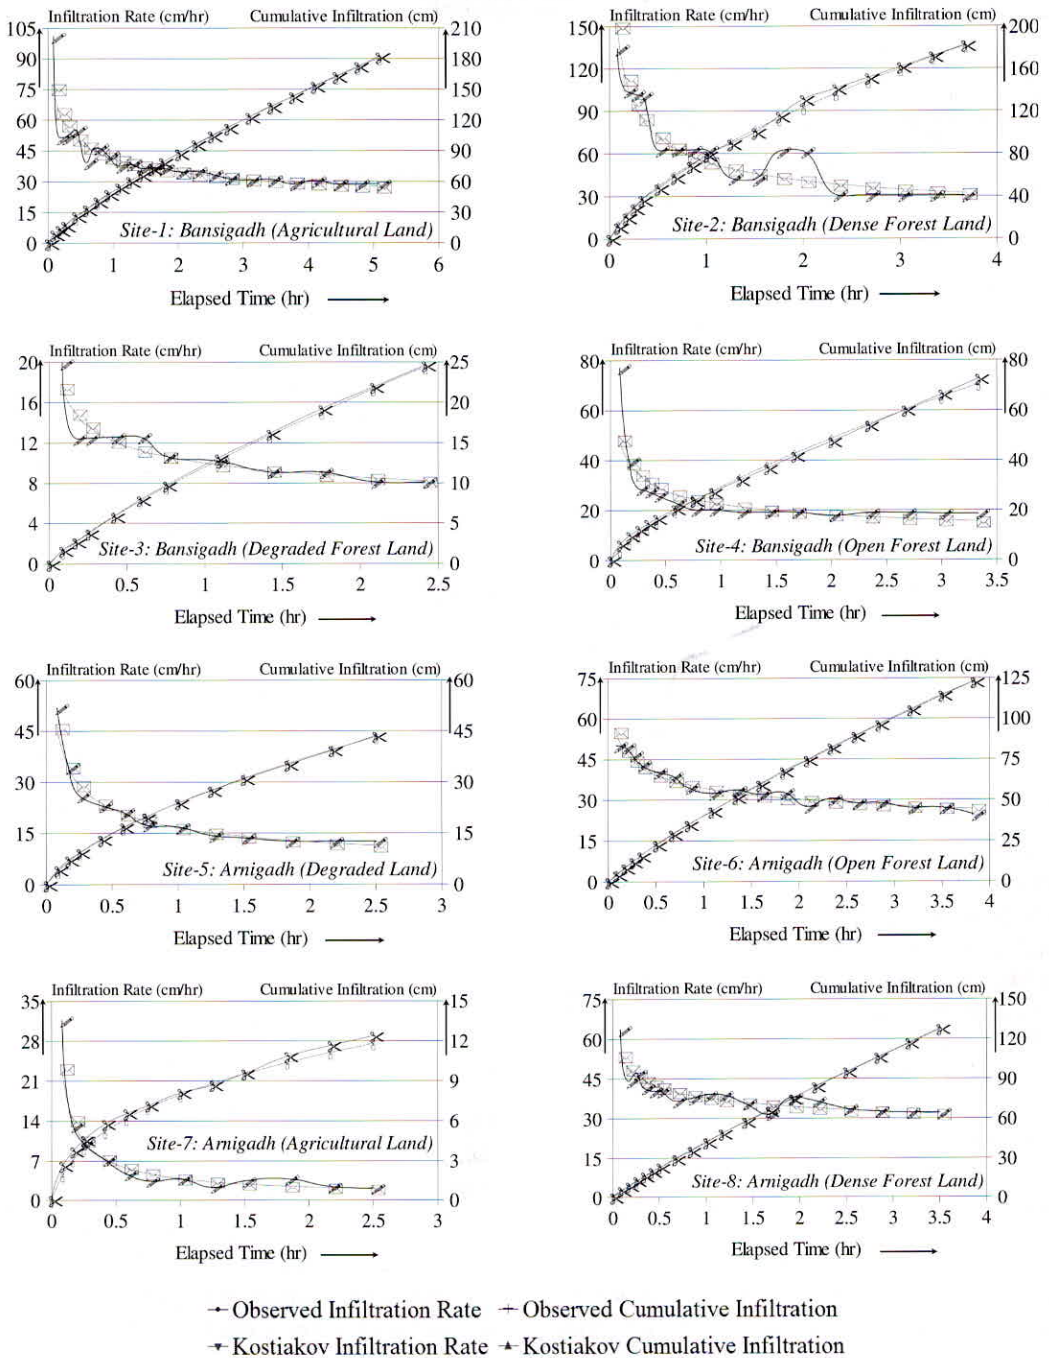 Infiltration Rate (cm/hr) Cumulative Infiltration (cm)
105 90 75 60 45 30 15 0
210 180 150 120 90 60 30 0
Site-1: Bansigadh (Agricultural Land)
0 1 2 3 4 5 6
Elapsed Time (hr)
Infiltration Rate (cm/hr) Cumulative Infiltration (cm)
150 120 90 60 30 0
200 160 120 80 40 0
Site-2: Bansigadh (Dense Forest Land)
0 1 2 3 4
Elapsed Time (hr)
Infiltration Rate (cm/hr) Cumulative Infiltration (cm)
20 16 12 8 4 0
25 20 15 10 5 0
Site-3: Bansigadh (Degraded Forest Land)
0 0.5 1 1.5 2 2.5
Elapsed Time (hr)
Infiltration Rate (cm/hr) Cumulative Infiltration (cm)
80 60 40 20 0
80 60 40 20 0
Site-4: Bansigadh (Open Forest Land)
0 0.5 1 1.5 2 2.5 3 3.5
Elapsed Time (hr)
Infiltration Rate (cm/hr) Cumulative Infiltration (cm)
60 45 30 15 0
60 45 30 15 0
Site-5: Arnigadh (Degraded Land)
0 0.5 1 1.5 2 2.5 3
Elapsed Time (hr)
Infiltration Rate (cm/hr) Cumulative Infiltration (cm)
75 60 45 30 15 0
125 100 75 50 25 0
Site-6: Arnigadh (Open Forest Land)
0 0.5 1 1.5 2 2.5 3 3.5 4
Elapsed Time (hr)
Infiltration Rate (cm/hr) Cumulative Infiltration (cm)
35 28 21 14 7 0
15 12 9 6 3 0
Site-7: Arnigadh (Agricultural Land)
0 0.5 1 1.5 2 2.5 3
Elapsed Time (hr)
Infiltration Rate (cm/hr) Cumulative Infiltration (cm)
75 60 45 30 15 0
150 120 90 60 30 0
Site-8: Arnigadh (Dense Forest Land)
0 0.5 1 1.5 2 2.5 3 3.5 4
Elapsed Time (hr)
Observed Infiltration Rate Observed Cumulative Infiltration
Kostiakov Infiltration Rate Kostiakov Cumulative Infiltration